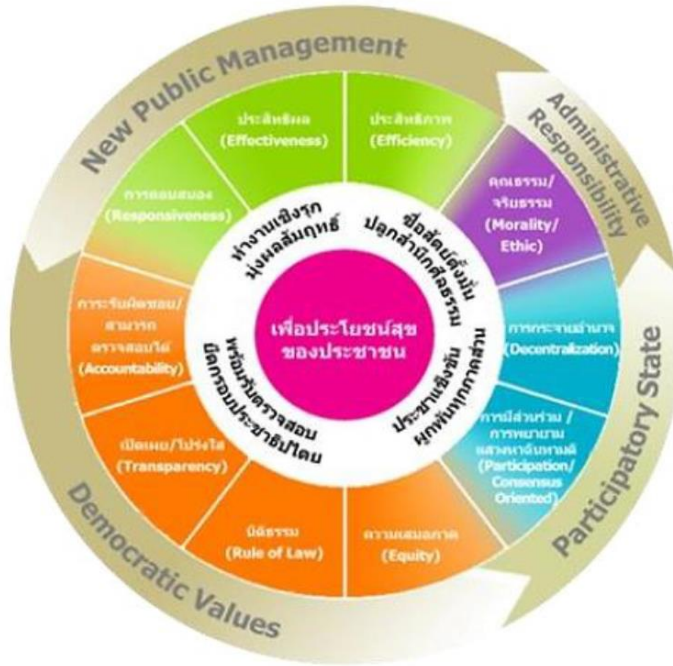 New Public Management
Administrative
Responsibility
Participatory State
Democratic Values
ประสิทธิผล
(Effectiveness)
ประสิทธิภาพ
(Efficiency)
คุณธรรม/
จริยธรรม
(Morality/
Ethic)
การกระจายอำนาจ
(Decentralization)
การมีส่วนร่วม /
การพยายาม
แสวงหาฉันทามติ
(Participation/
Consensus
Oriented)
ความเสมอภาค
(Equity)
นิติธรรม
(Rule of Law)
เปิดเผย/โปร่งใส
(Transparency)
ภาระรับผิดชอบ/
สามารถ
ตรวจสอบได้
(Accountability)
การตอบสนอง
(Responsiveness)
ทำงานเชิงรุก
มุ่งผลสัมฤทธิ์
ซื่อสัตย์ตั้งมั่น
ปลูกสำนึกศีลธรรม
ประชาแข็งขัน
ผูกพันทุกภาคส่วน
พร้อมรับตรวจสอบ
ยึดกรอบประชาธิปไตย
เพื่อประโยชน์สุข
ของประชาชน